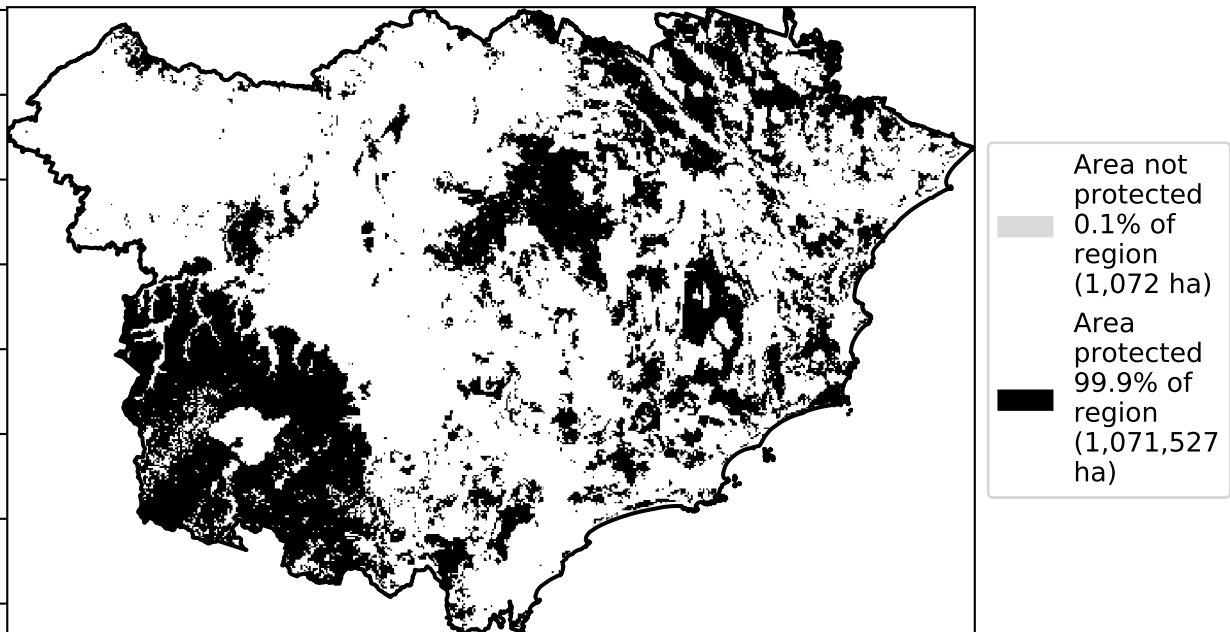 Area not
protected
0.1% of
region
(1,072 ha)
Area
protected
99.9% of
region
(1,071,527
ha)